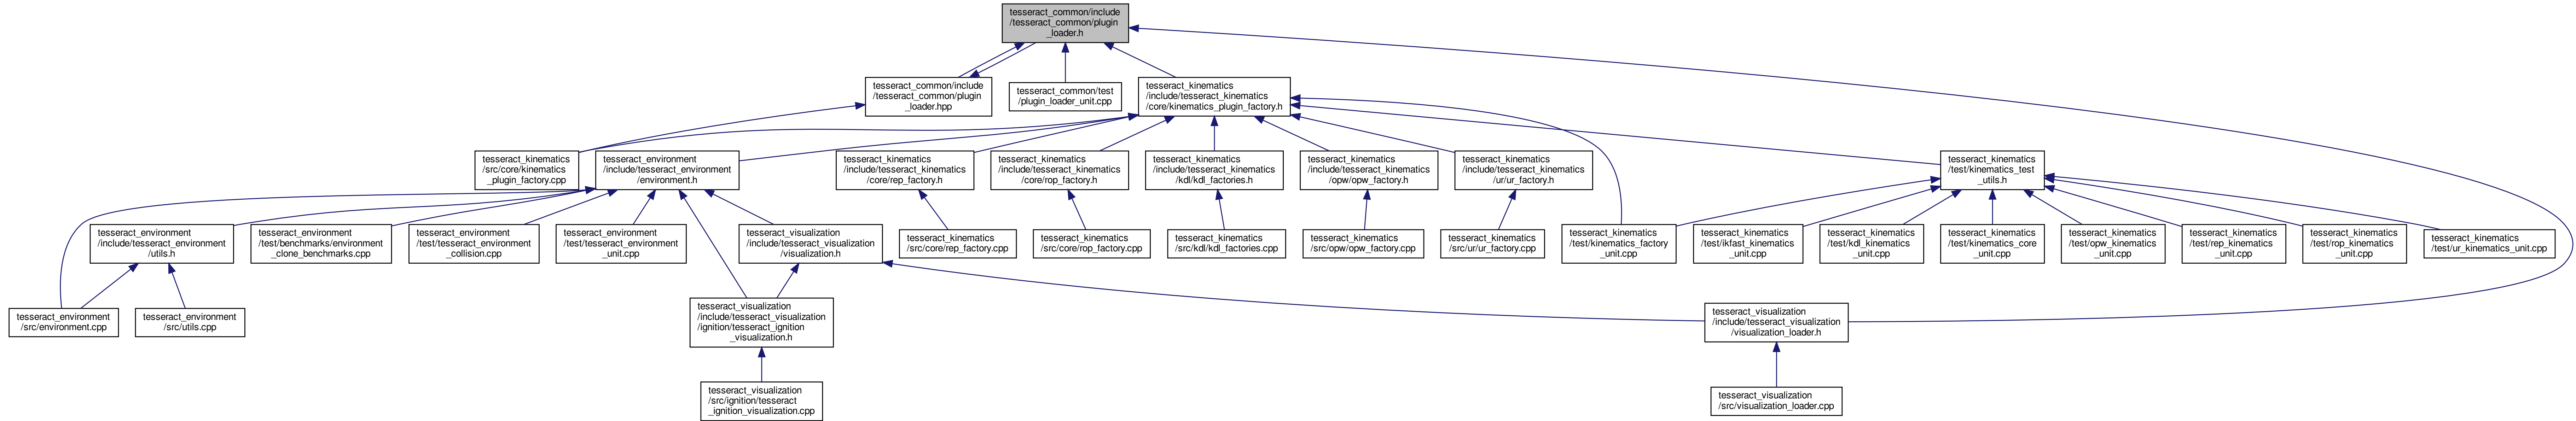 tesseract_common/include
/tesseract_common/plugin
_loader.h
tesseract_common/include
/tesseract_common/plugin
_loader.hpp
tesseract_common/test
/plugin_loader_unit.cpp
tesseract_kinematics
/include/tesseract_kinematics
/core/kinematics_plugin_factory.h
tesseract_kinematics
/src/core/kinematics
_plugin_factory.cpp
tesseract_environment
/include/tesseract_environment
/environment.h
tesseract_kinematics
/include/tesseract_kinematics
/core/rep_factory.h
tesseract_kinematics
/include/tesseract_kinematics
/core/rop_factory.h
tesseract_kinematics
/include/tesseract_kinematics
/kdl/kdl_factories.h
tesseract_kinematics
/include/tesseract_kinematics
/opw/opw_factory.h
tesseract_kinematics
/include/tesseract_kinematics
/ur/ur_factory.h
tesseract_kinematics
/test/kinematics_test
_utils.h
tesseract_environment
/include/tesseract_environment
/utils.h
tesseract_environment
/test/benchmarks/environment
_clone_benchmarks.cpp
tesseract_environment
/test/tesseract_environment
_collision.cpp
tesseract_environment
/test/tesseract_environment
_unit.cpp
tesseract_visualization
/include/tesseract_visualization
/visualization.h
tesseract_kinematics
/src/core/rep_factory.cpp
tesseract_kinematics
/src/core/rop_factory.cpp
tesseract_kinematics
/src/kdl/kdl_factories.cpp
tesseract_kinematics
/src/opw/opw_factory.cpp
tesseract_kinematics
/src/ur/ur_factory.cpp
tesseract_kinematics
/test/kinematics_factory
_unit.cpp
tesseract_kinematics
/test/ikfast_kinematics
_unit.cpp
tesseract_kinematics
/test/kdl_kinematics
_unit.cpp
tesseract_kinematics
/test/kinematics_core
_unit.cpp
tesseract_kinematics
/test/opw_kinematics
_unit.cpp
tesseract_kinematics
/test/rep_kinematics
_unit.cpp
tesseract_kinematics
/test/rop_kinematics
_unit.cpp
tesseract_kinematics
/test/ur_kinematics_unit.cpp
tesseract_environment
/src/environment.cpp
tesseract_environment
/src/utils.cpp
tesseract_visualization
/include/tesseract_visualization
/ignition/tesseract_ignition
_visualization.h
tesseract_visualization
/include/tesseract_visualization
/visualization_loader.h
tesseract_visualization
/src/ignition/tesseract
_ignition_visualization.cpp
tesseract_visualization
/src/visualization_loader.cpp